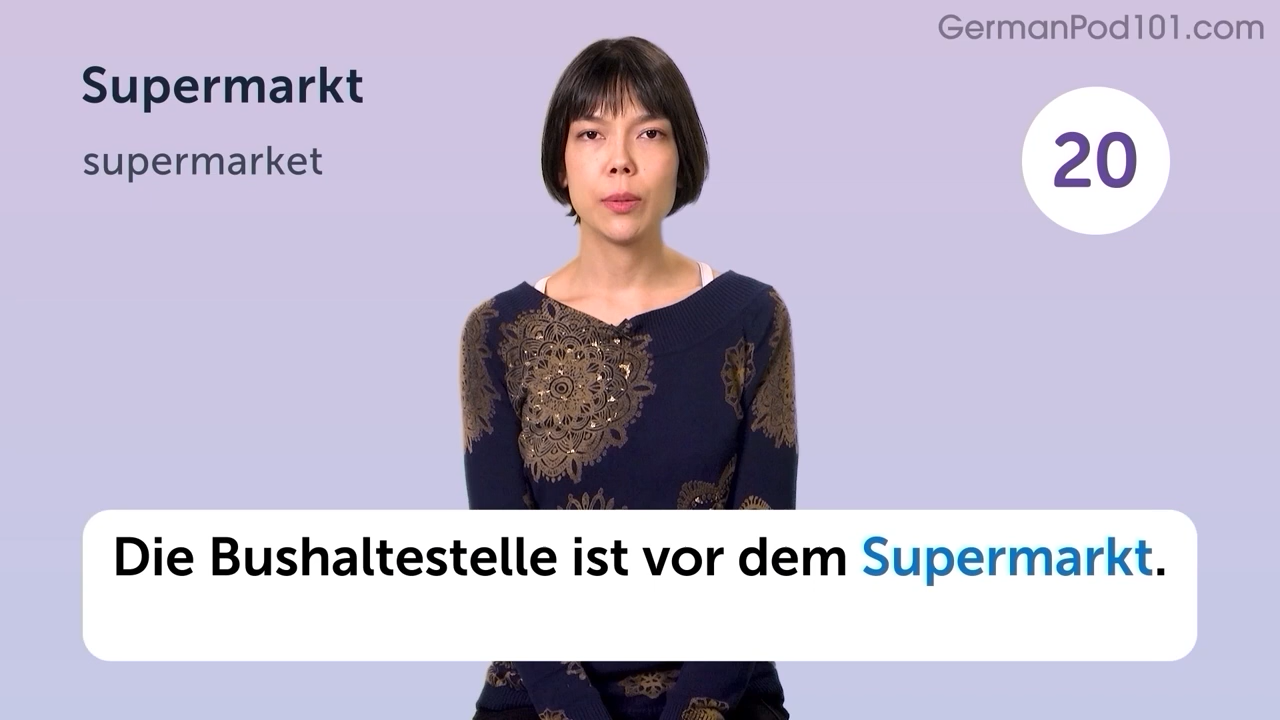 GermanPod101.com
Supermarkt
supermarket
20
Die Bushaltestelle ist vor dem Supermarkt.